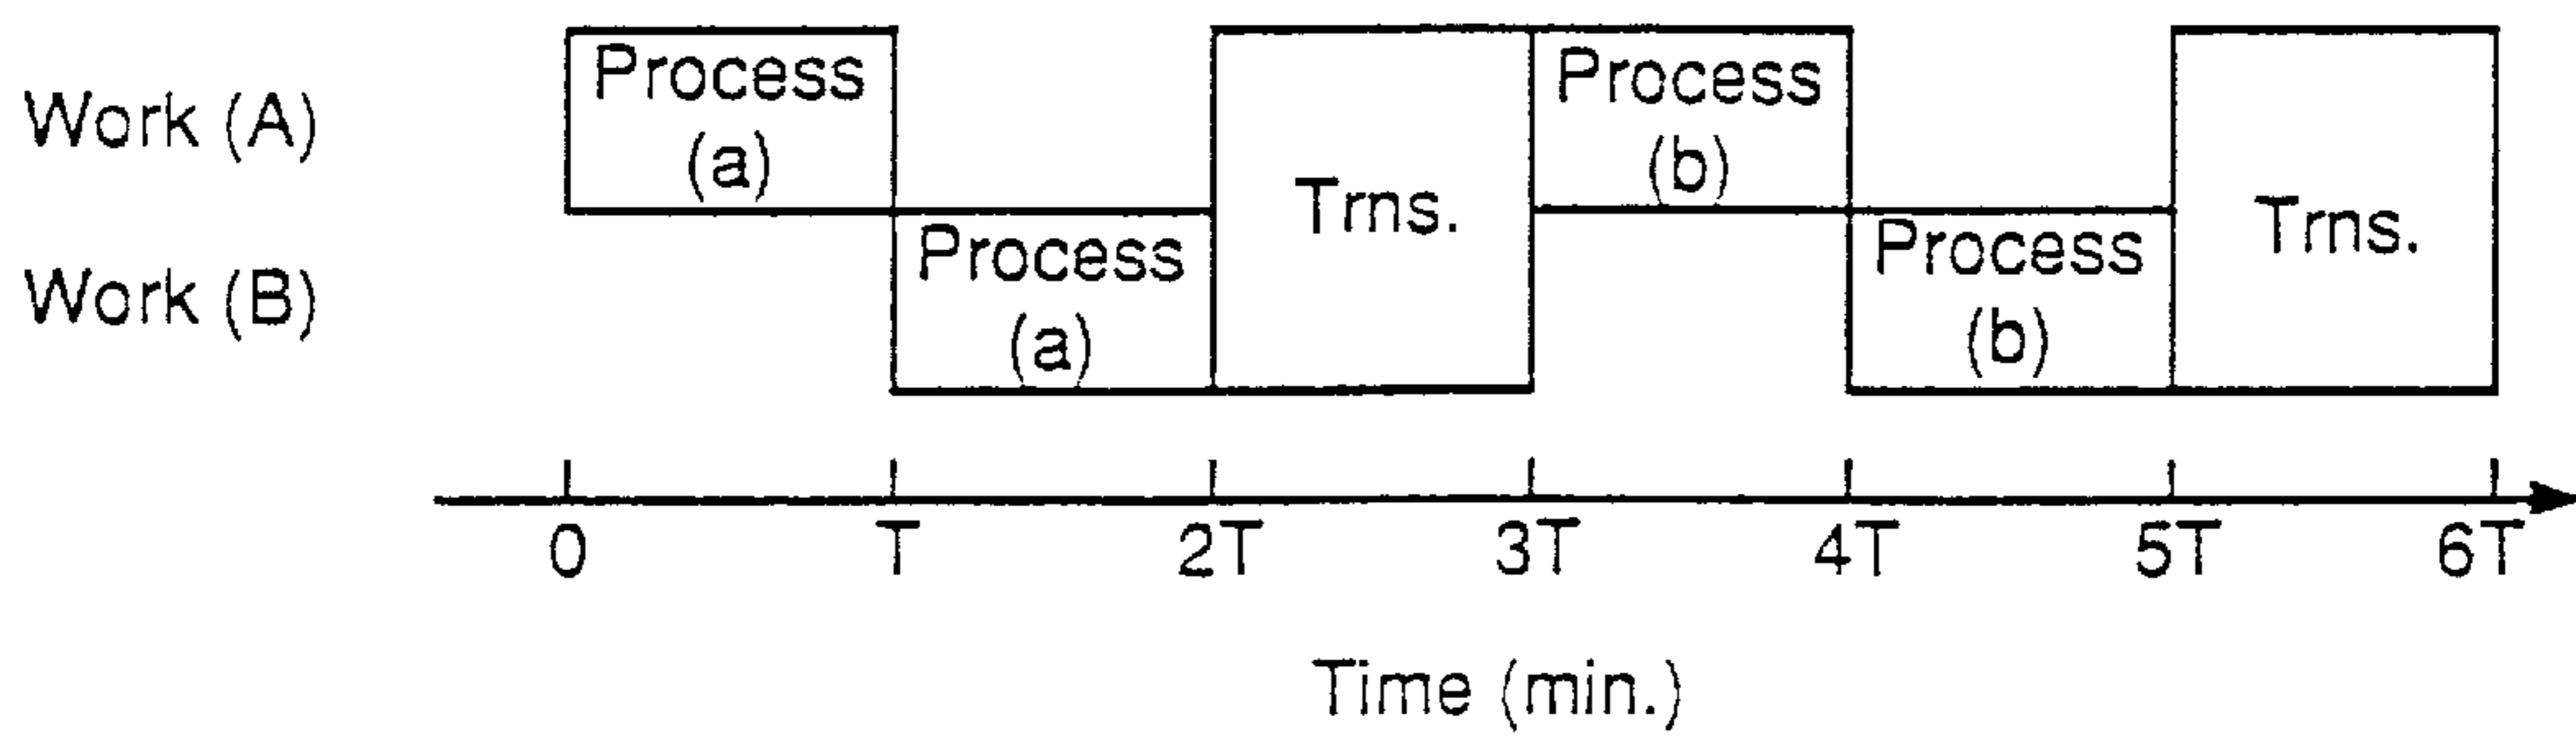 Work (A)
Process
(a)
Trns.
Process
(b)
Trns.
Work (B)
Process
(a)
Process
(b)
0 T 2T 3T 4T 5T 6T
Time (min.)